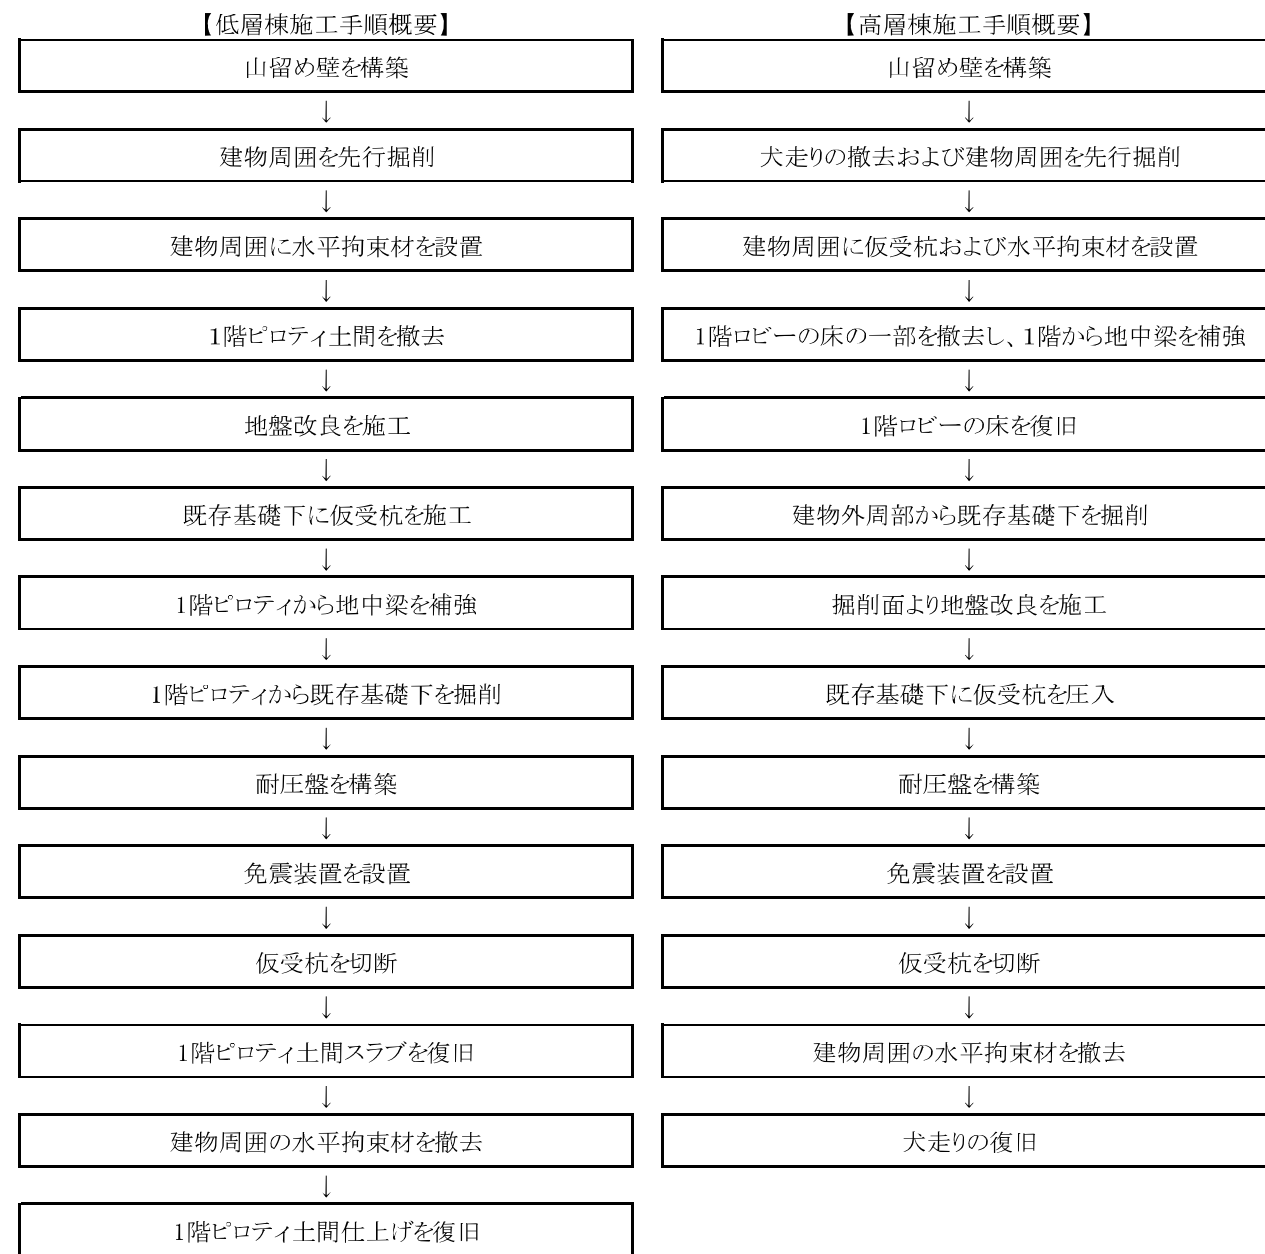 【低層棟施工手順概要】
山留め壁を構築
↓
建物周囲を先行掘削
↓
建物周囲に水平拘束材を設置
↓
1階ピロティ土間を撤去
↓
地盤改良を施工
↓
既存基礎下に仮受杭を施工
↓
1階ピロティから地中梁を補強
↓
1階ピロティから既存基礎下を掘削
↓
耐圧盤を構築
↓
免震装置を設置
↓
仮受杭を切断
↓
1階ピロティ土間スラブを復旧
↓
建物周囲の水平拘束材を撤去
↓
1階ピロティ土間仕上げを復旧
【高層棟施工手順概要】
山留め壁を構築
↓
犬走りの撤去および建物周囲を先行掘削
↓
建物周囲に仮受杭および水平拘束材を設置
↓
1階ロビーの床の一部を撤去し、1階から地中梁を補強
↓
1階ロビーの床を復旧
↓
建物外周部から既存基礎下を掘削
↓
掘削面より地盤改良を施工
↓
既存基礎下に仮受杭を圧入
↓
耐圧盤を構築
↓
免震装置を設置
↓
仮受杭を切断
↓
建物周囲の水平拘束材を撤去
↓
犬走りの復旧